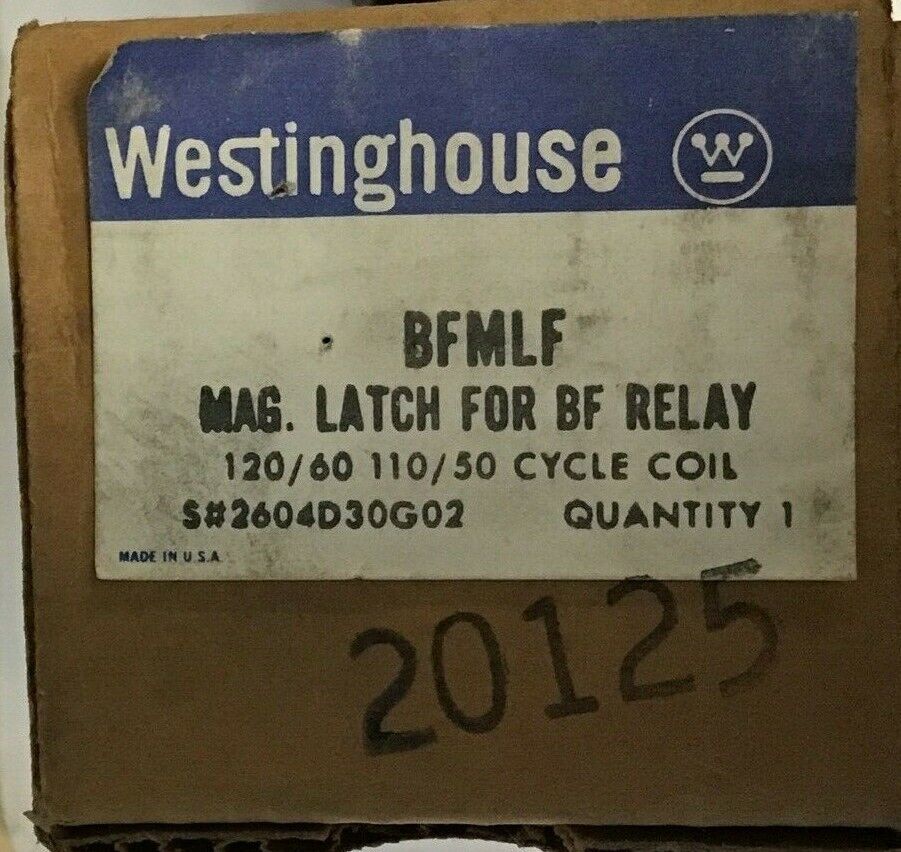 Westinghouse W
BFMLF
MAG. LATCH FOR BF RELAY
120/60 110/50 CYCLE COIL
S#2604D30G02 QUANTITY 1
MADE IN U.S.A.
20125